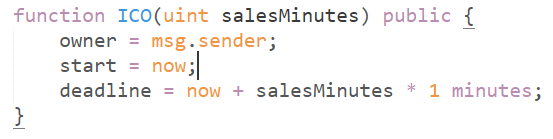 function ICO(uint salesMinutes) public {
    owner = msg.sender;
    start = now;
    deadline = now + salesMinutes * 1 minutes;
}